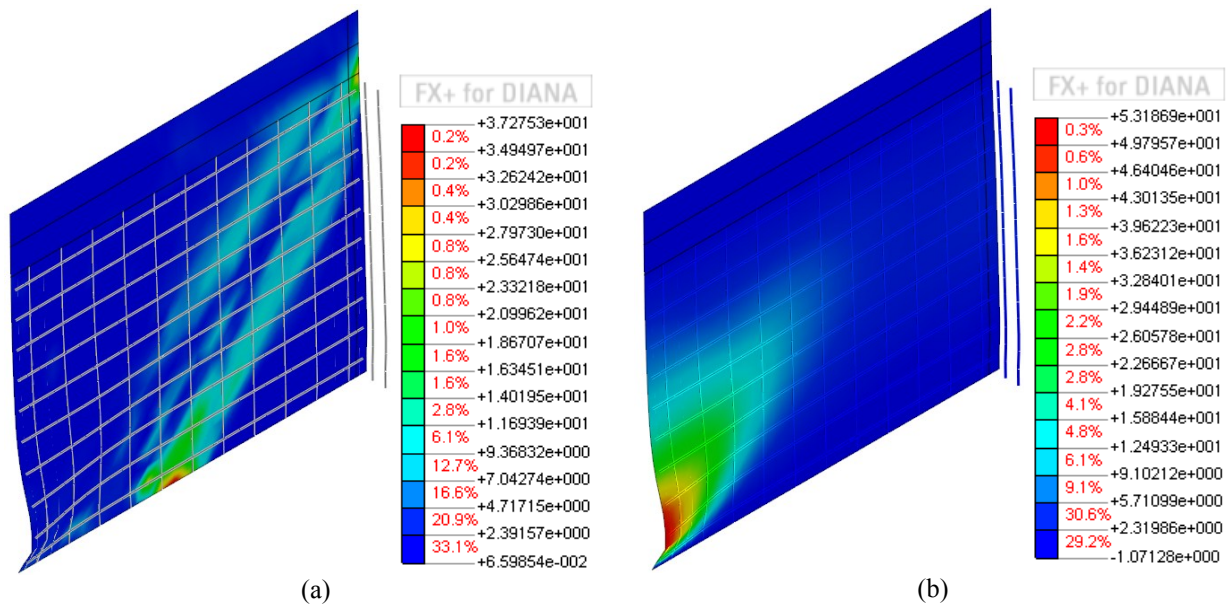 FX+ for DIANA
+3.72753e+001
0.2%
+3.49497e+001
0.2%
+3.26242e+001
0.4%
+3.02986e+001
0.4%
+2.79730e+001
0.8%
+2.56474e+001
0.8%
+2.33218e+001
0.8%
+2.09962e+001
1.0%
+1.86707e+001
1.6%
+1.63451e+001
1.6%
+1.40195e+001
2.8%
+1.16939e+001
6.1%
+9.36832e+000
12.7%
+7.04274e+000
16.6%
+4.71715e+000
20.9%
+2.39157e+000
33.1%
+6.59854e-002
(a)
FX+ for DIANA
+5.31869e+001
0.3%
+4.97957e+001
0.6%
+4.64046e+001
1.0%
+4.30135e+001
1.3%
+3.96223e+001
1.6%
+3.62312e+001
1.4%
+3.28401e+001
1.9%
+2.94489e+001
2.2%
+2.60578e+001
2.8%
+2.26667e+001
2.8%
+1.92755e+001
4.1%
+1.58844e+001
4.8%
+1.24933e+001
6.1%
+9.10212e+000
9.1%
+5.71099e+000
30.6%
+2.31986e+000
29.2%
-1.07128e+000
(b)